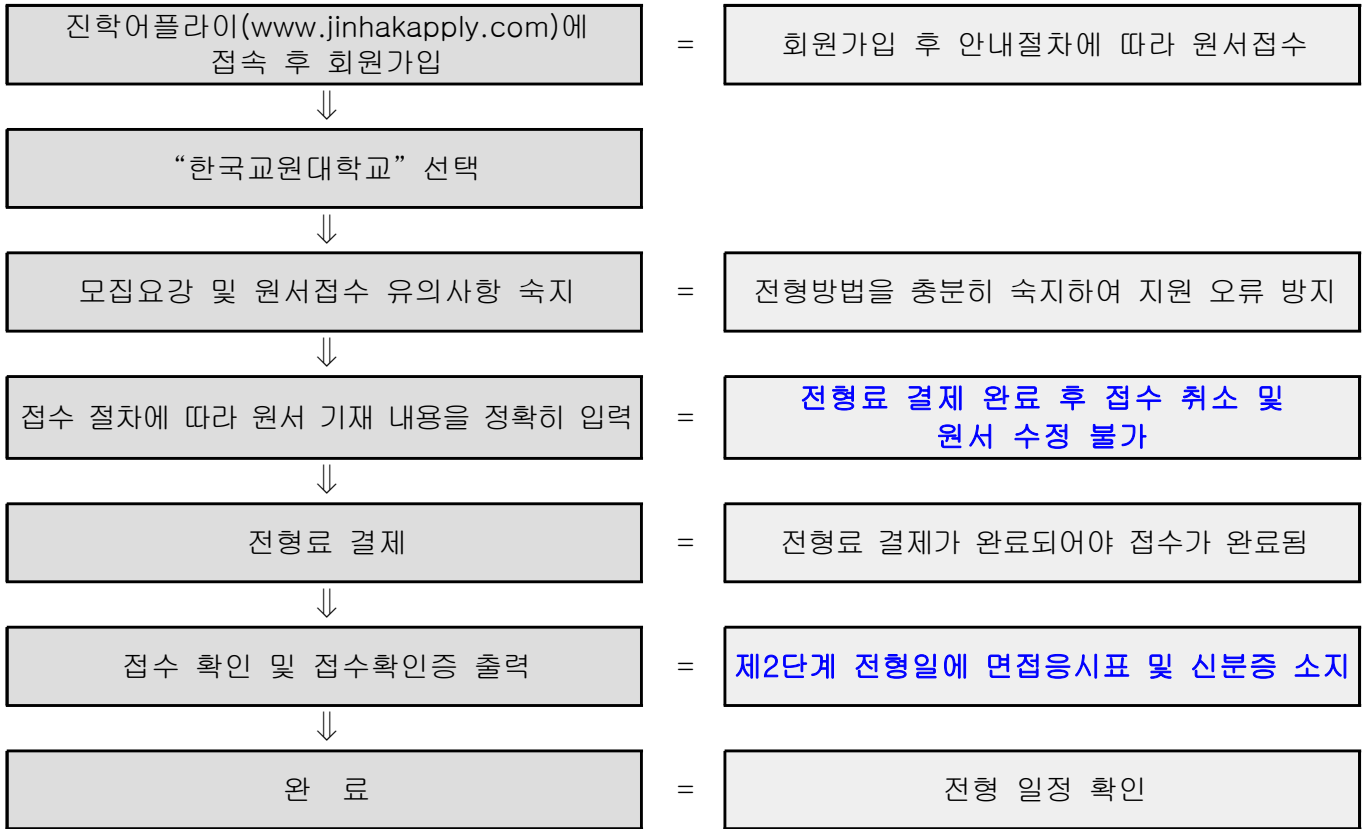 진학어플라이(www.jinhakapply.com)에
접속 후 회원가입
=
회원가입 후 안내절차에 따라 원서접수
⇓
“한국교원대학교” 선택
⇓
모집요강 및 원서접수 유의사항 숙지
=
전형방법을 충분히 숙지하여 지원 오류 방지
⇓
접수 절차에 따라 원서 기재 내용을 정확히 입력
=
전형료 결제 완료 후 접수 취소 및
원서 수정 불가
⇓
전형료 결제
=
전형료 결제가 완료되어야 접수가 완료됨
⇓
접수 확인 및 접수확인증 출력
=
제2단계 전형일에 면접응시표 및 신분증 소지
⇓
완 료
=
전형 일정 확인